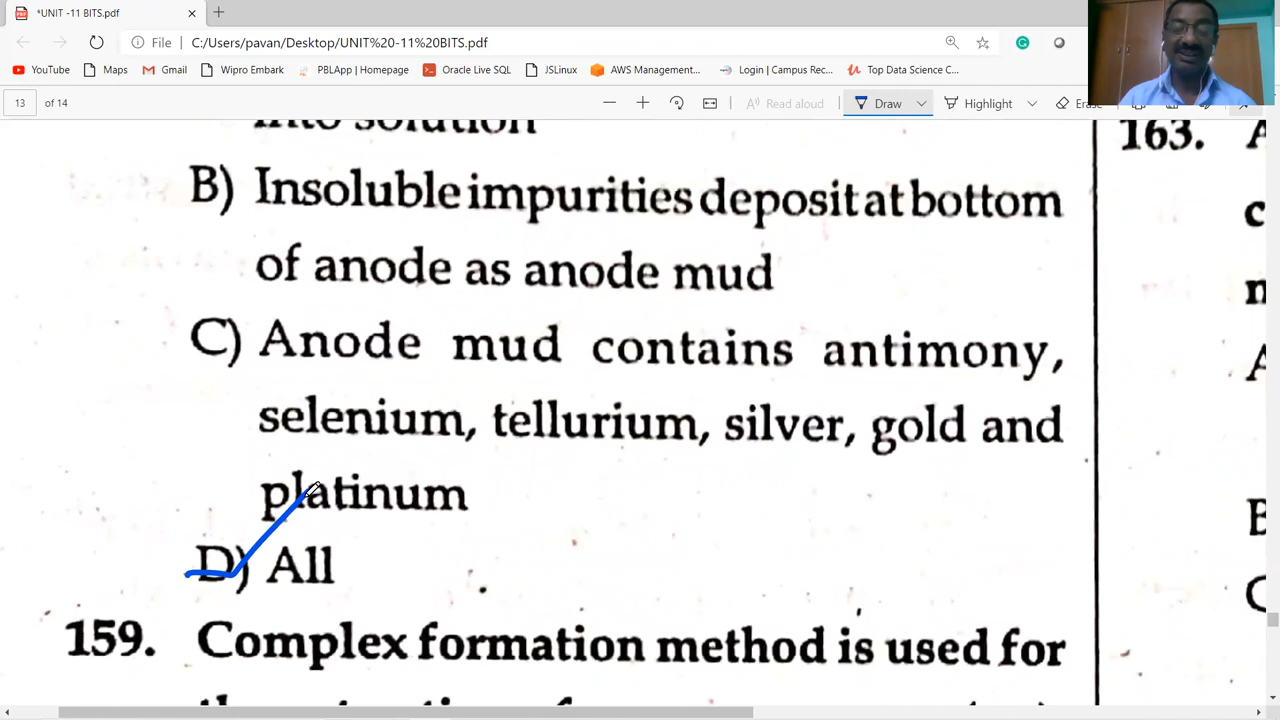 *UNIT -11 BITS.pdf
File C:/Users/pavan/Desktop/UNIT%20-11%20BITS.pdf
YouTube Maps Gmail Wipro Embark PBLApp | Homepage Oracle Live SQL JSLinux AWS Management... Login | Campus Rec... Top Data Science C...
13 of 14 Read aloud Draw Highlight
into solution
B) Insoluble impurities deposit at bottom
of anode as anode mud
C) Anode mud contains antimony,
selenium, tellurium, silver, gold and
platinum
D) All
159. Complex formation method is used for
163. A
c
n
A
B
C